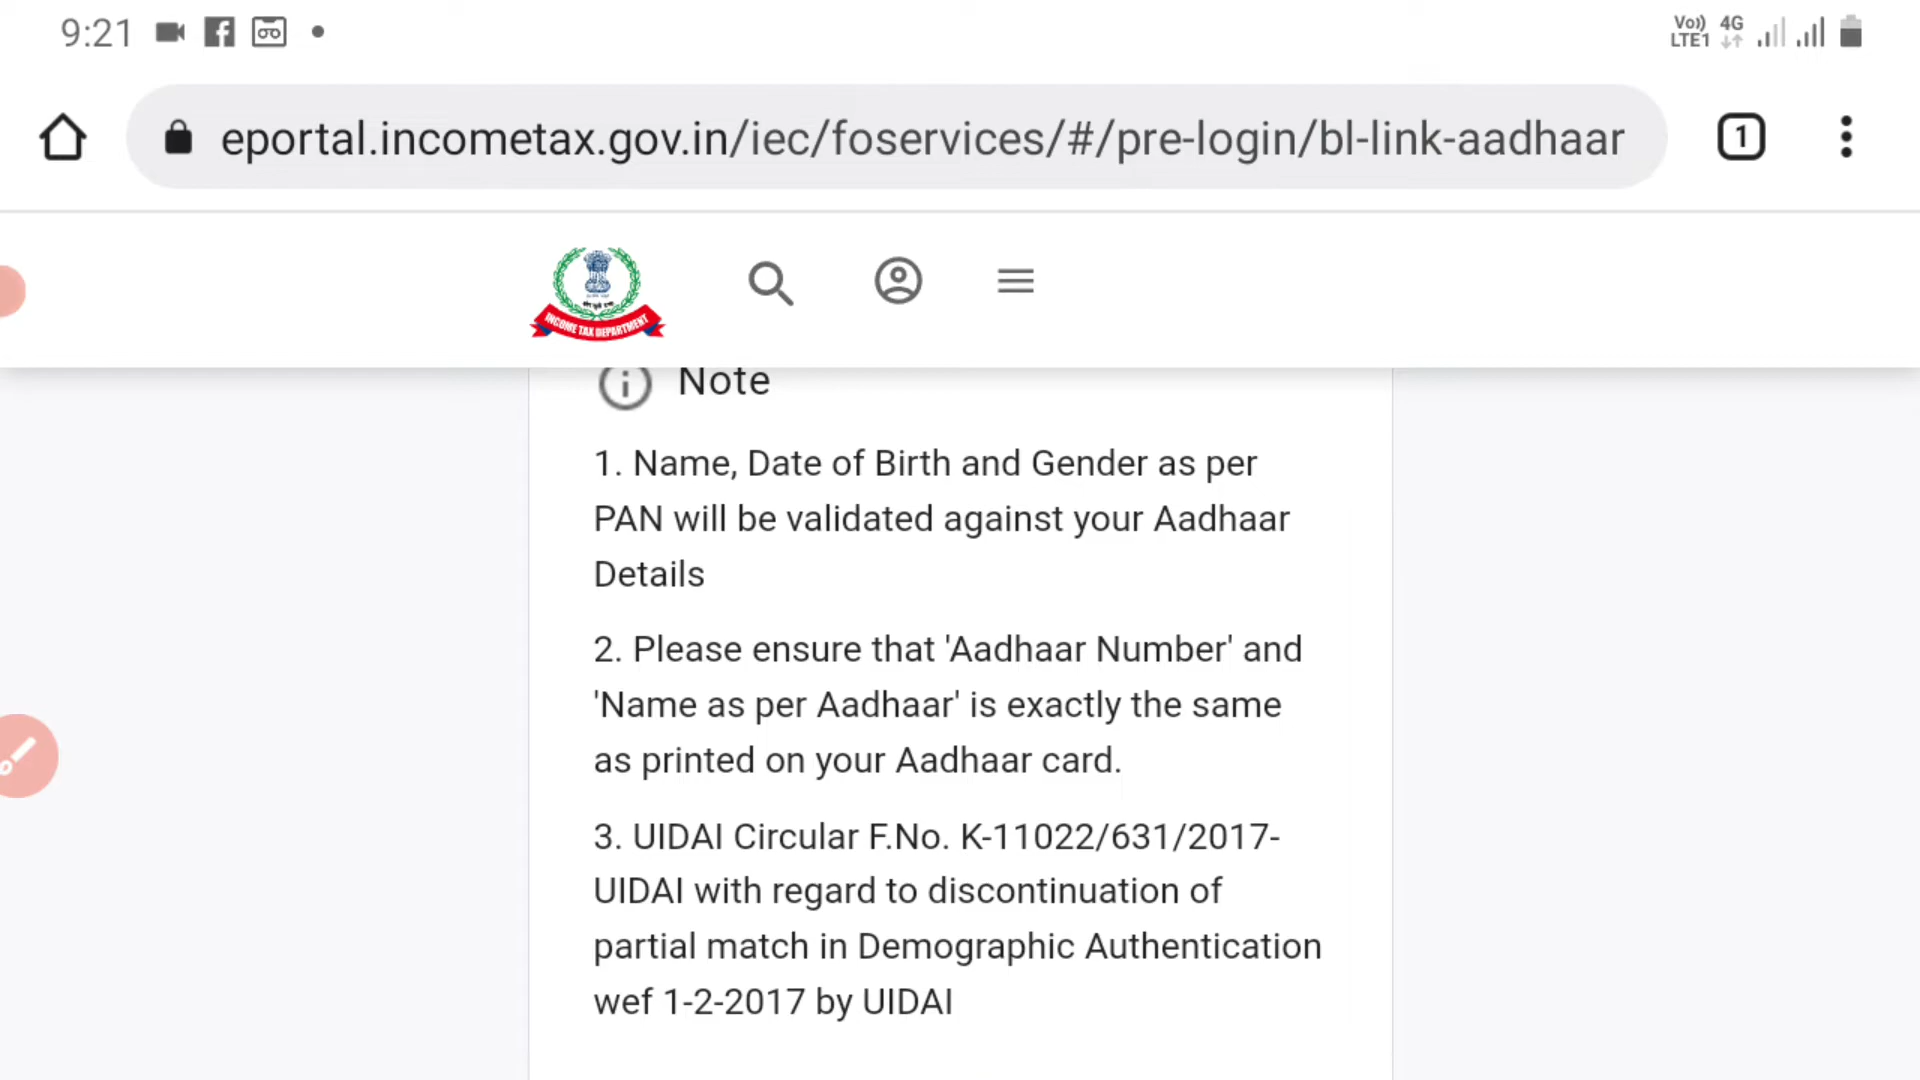 9:21
Vo)) 4G
LTE1
eportal.incometax.gov.in/iec/foservices/#/pre-login/bl-link-aadhaar
1
INCOME TAX DEPARTMENT
Note
1. Name, Date of Birth and Gender as per
PAN will be validated against your Aadhaar
Details
2. Please ensure that 'Aadhaar Number' and
'Name as per Aadhaar' is exactly the same
as printed on your Aadhaar card.
3. UIDAI Circular F.No. K-11022/631/2017-
UIDAI with regard to discontinuation of
partial match in Demographic Authentication
wef 1-2-2017 by UIDAI